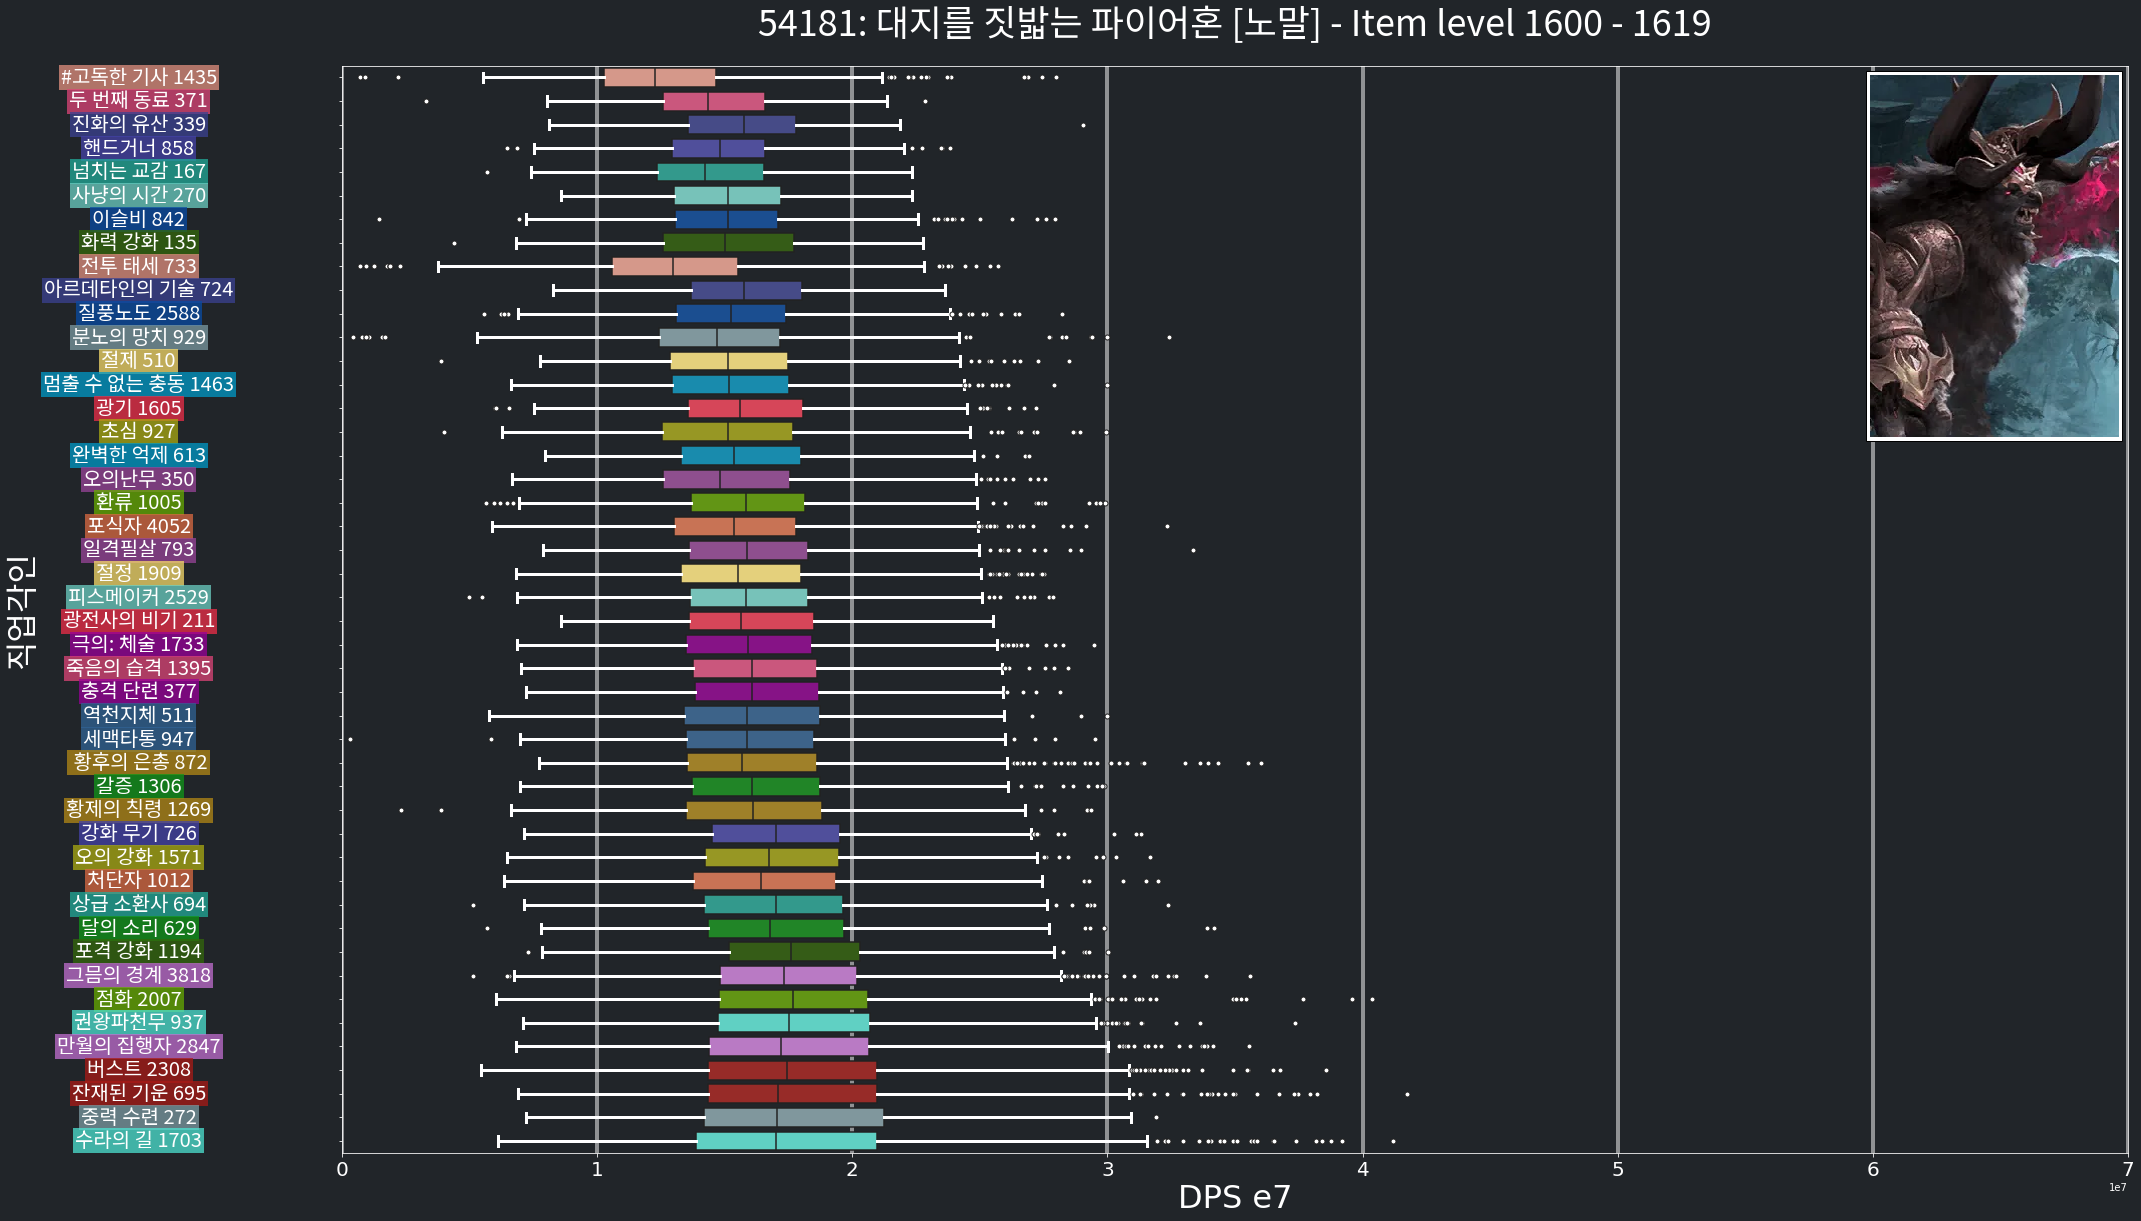 54181: 대지를 짓밟는 파이어혼 [노말] - Item level 1600 - 1619
#고독한 기사 1435
두 번째 동료 371
진화의 유산 339
핸드거너 858
넘치는 교감 167
사냥의 시간 270
이슬비 842
화력 강화 135
전투 태세 733
아르데타인의 기술 724
질풍노도 2588
분노의 망치 929
절제 510
멈출 수 없는 충동 1463
광기 1605
초심 927
완벽한 억제 613
오의난무 350
환류 1005
포식자 4052
일격필살 793
절정 1909
피스메이커 2529
광전사의 비기 211
극의: 체술 1733
죽음의 습격 1395
충격 단련 377
역천지체 511
세맥타통 947
황후의 은총 872
갈증 1306
황제의 칙령 1269
강화 무기 726
오의 강화 1571
처단자 1012
상급 소환사 694
달의 소리 629
포격 강화 1194
그믐의 경계 3818
점화 2007
권왕파천무 937
만월의 집행자 2847
버스트 2308
잔재된 기운 695
중력 수련 272
수라의 길 1703
직업각인
0 1 2 3 4 5 6 7
DPS e7
1e7